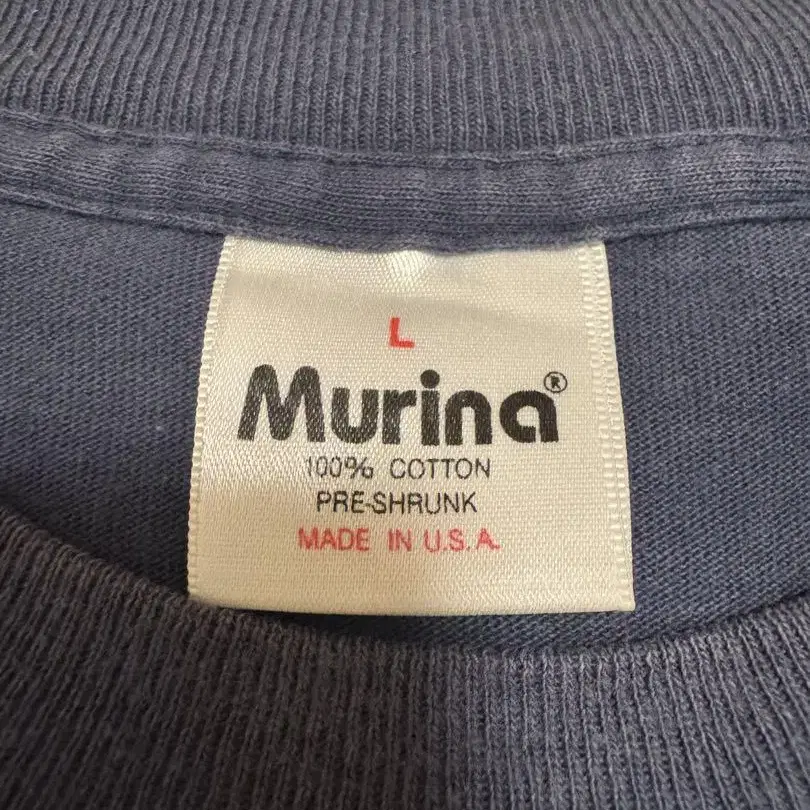 L
Murina®
100% COTTON
PRE-SHRUNK
MADE IN U.S.A.